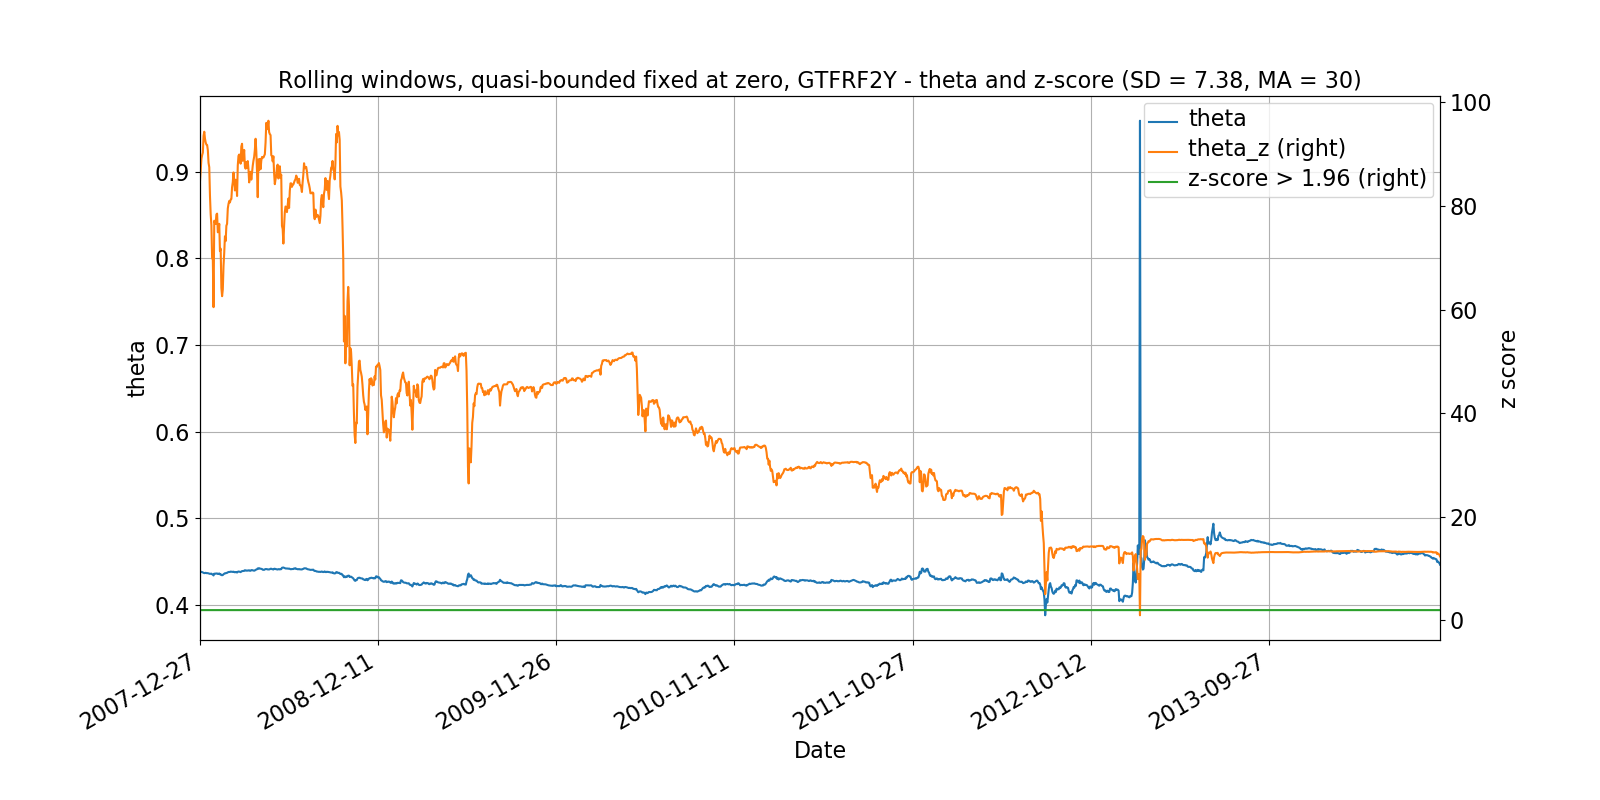 Rolling windows, quasi-bounded fixed at zero, GTFRF2Y - theta and z-score (SD = 7.38, MA = 30)
theta
theta_z (right)
z-score > 1.96 (right)
0.9
0.8
0.7
0.6
0.5
0.4
theta
100
80
60
40
20
0
z score
2007-12-27
2008-12-11
2009-11-26
2010-11-11
2011-10-27
2012-10-12
2013-09-27
Date